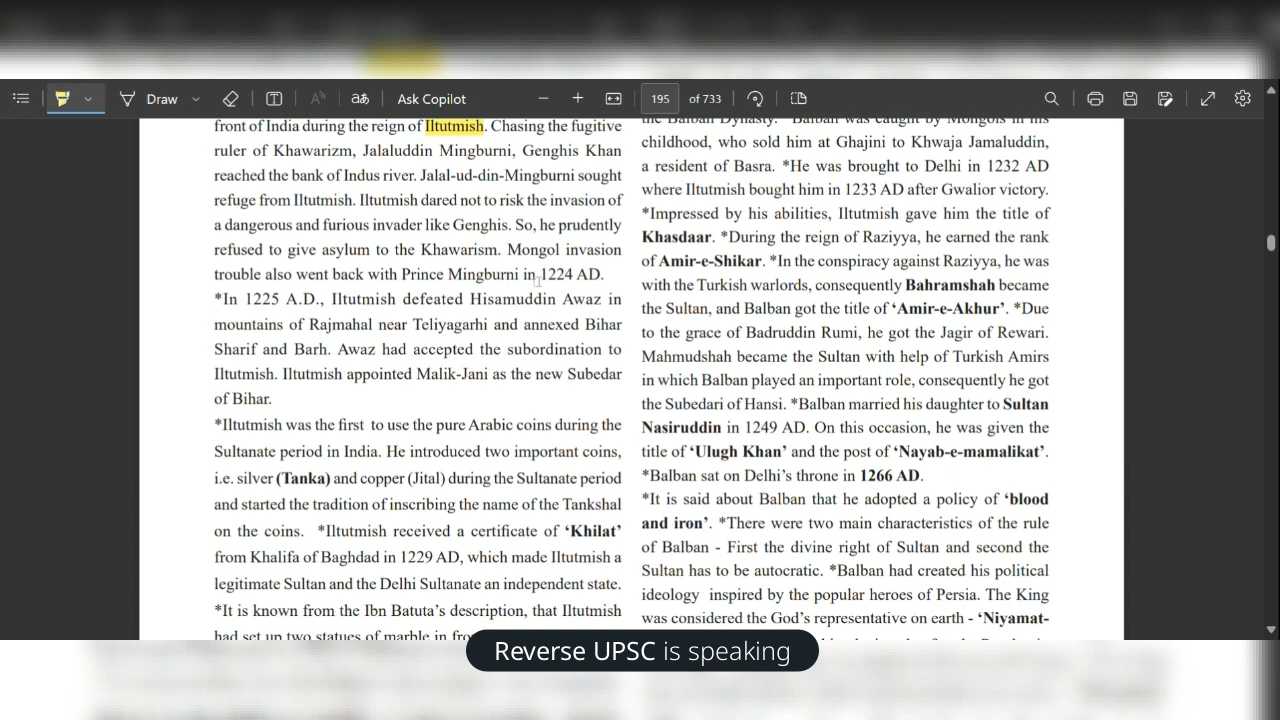 195 of 733
Draw
Ask Copilot
front of India during the reign of Iltutmish. Chasing the fugitive
ruler of Khawarizm, Jalaluddin Mingburni, Genghis Khan
reached the bank of Indus river. Jalal-ud-din-Mingburni sought
refuge from Iltutmish. Iltutmish dared not to risk the invasion of
a dangerous and furious invader like Genghis. So, he prudently
refused to give asylum to the Khawarism. Mongol invasion
trouble also went back with Prince Mingburni in 1224 AD.
*In 1225 A.D., Iltutmish defeated Hisamuddin Awaz in
mountains of Rajmahal near Teliyagarhi and annexed Bihar
Sharif and Barh. Awaz had accepted the subordination to
Iltutmish. Iltutmish appointed Malik-Jani as the new Subedar
of Bihar.
*Iltutmish was the first to use the pure Arabic coins during the
Sultanate period in India. He introduced two important coins,
i.e. silver (Tanka) and copper (Jital) during the Sultanate period
and started the tradition of inscribing the name of the Tankshal
on the coins. *Iltutmish received a certificate of ‘Khilat’
from Khalifa of Baghdad in 1229 AD, which made Iltutmish a
legitimate Sultan and the Delhi Sultanate an independent state.
*It is known from the Ibn Batuta’s description, that Iltutmish
had set up two statues of marble in
the Balban Dynasty. *Balban was caught by Mongols in his
childhood, who sold him at Ghajini to Khwaja Jamaluddin,
a resident of Basra. *He was brought to Delhi in 1232 AD
where Iltutmish bought him in 1233 AD after Gwalior victory.
*Impressed by his abilities, Iltutmish gave him the title of
Khasdaar. *During the reign of Raziyya, he earned the rank
of Amir-e-Shikar. *In the conspiracy against Raziyya, he was
with the Turkish warlords, consequently Bahramshah became
the Sultan, and Balban got the title of ‘Amir-e-Akhur’. *Due
to the grace of Badruddin Rumi, he got the Jagir of Rewari.
Mahmudshah became the Sultan with help of Turkish Amirs
in which Balban played an important role, consequently he got
the Subedari of Hansi. *Balban married his daughter to Sultan
Nasiruddin in 1249 AD. On this occasion, he was given the
title of ‘Ulugh Khan’ and the post of ‘Nayab-e-mamalikat’.
*Balban sat on Delhi’s throne in 1266 AD.
*It is said about Balban that he adopted a policy of ‘blood
and iron’. *There were two main characteristics of the rule
of Balban - First the divine right of Sultan and second the
Sultan has to be autocratic. *Balban had created his political
ideology inspired by the popular heroes of Persia. The King
was considered the God’s representative on earth - ‘Niyamat-
Reverse UPSC is speaking